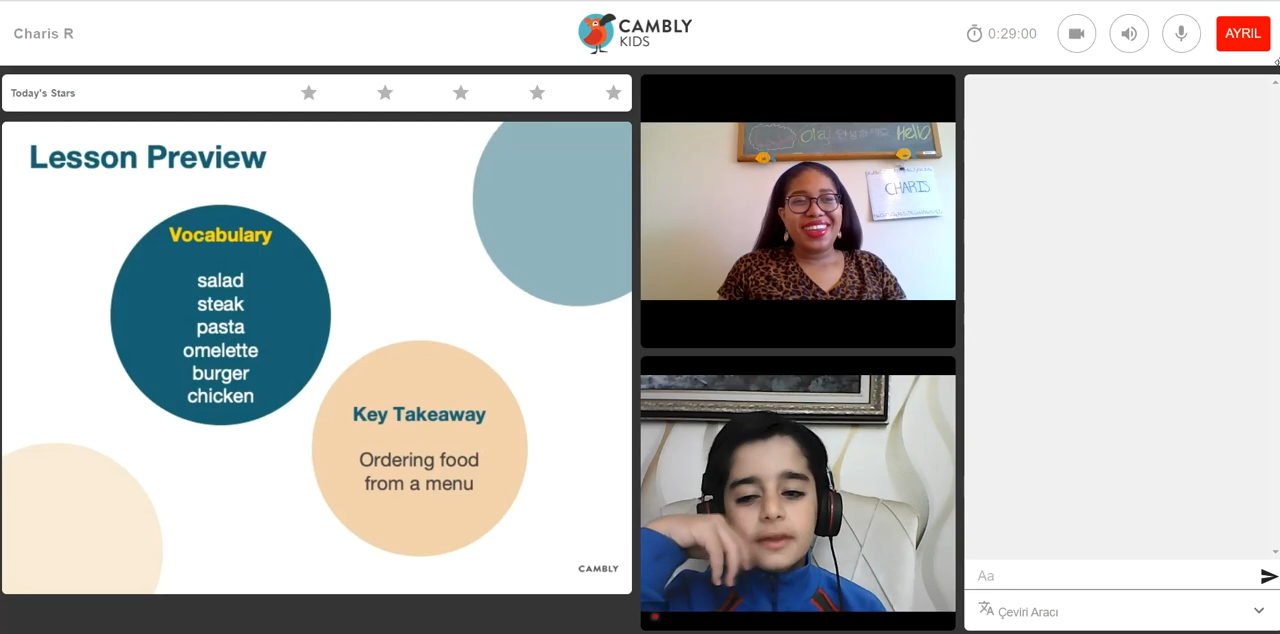 Charis R
CAMBLY
KIDS
0:29:00
AYRIL
Today's Stars
Lesson Preview
Vocabulary
salad
steak
pasta
omelette
burger
chicken
Key Takeaway
Ordering food
from a menu
CAMBLY
Hello
CHARIS
Aa
Çeviri Aracı